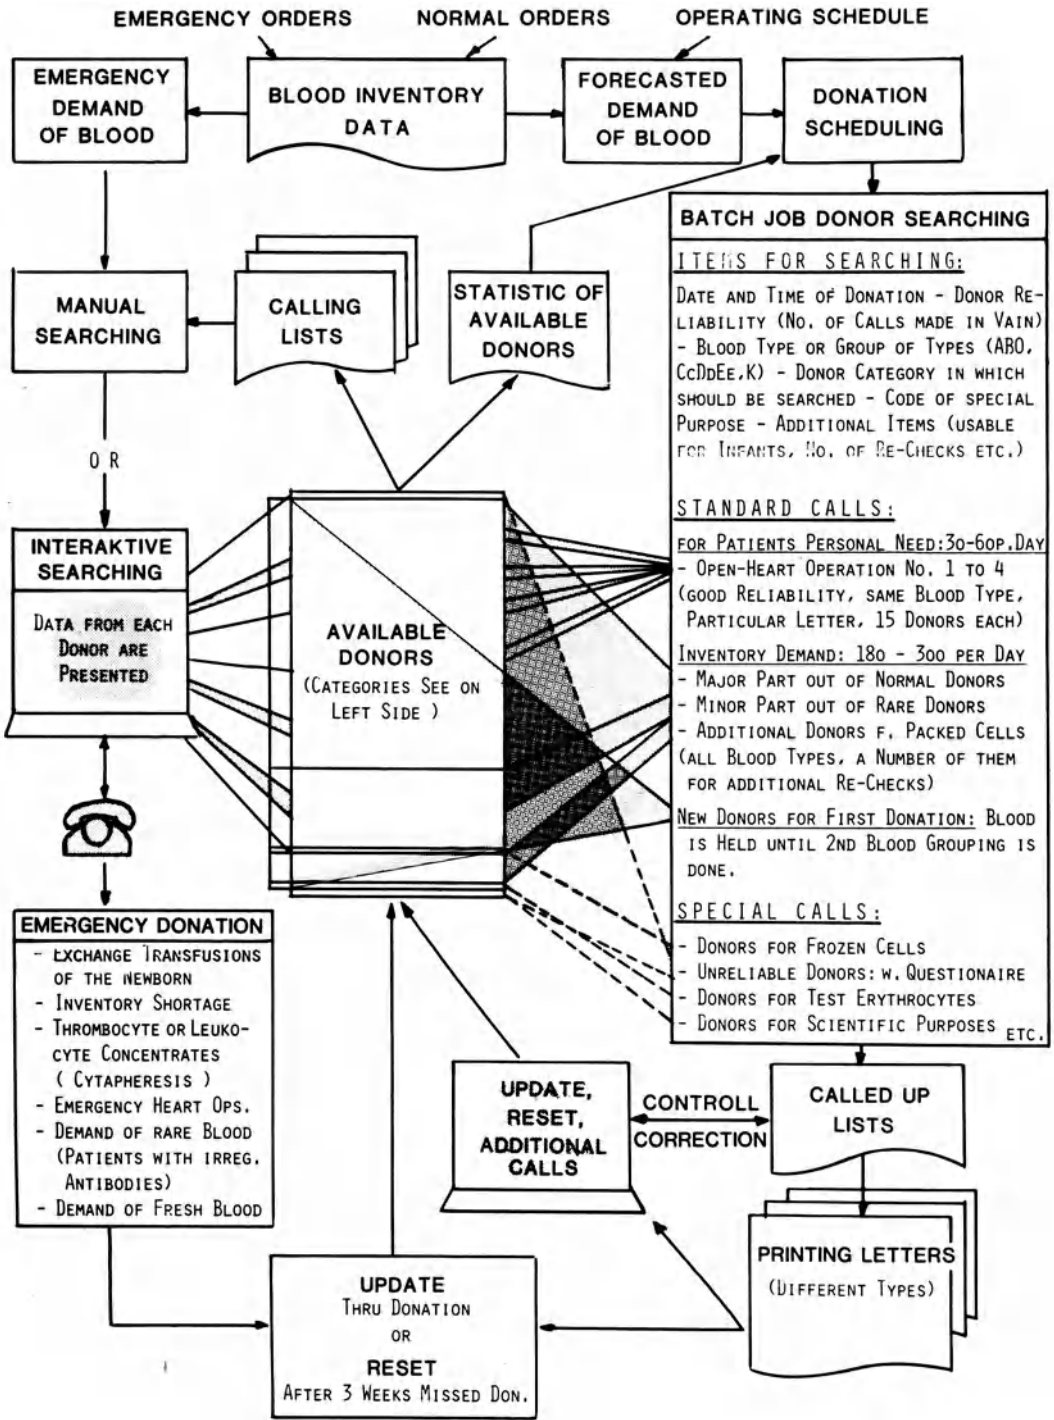 EMERGENCY ORDERS
NORMAL ORDERS
OPERATING SCHEDULE
EMERGENCY
DEMAND
OF BLOOD
BLOOD INVENTORY
DATA
FORECASTED
DEMAND
OF BLOOD
DONATION
SCHEDULING
MANUAL
SEARCHING
CALLING
LISTS
STATISTIC OF
AVAILABLE
DONORS
OR
INTERAKTIVE
SEARCHING
DATA FROM EACH
DONOR ARE
PRESENTED
AVAILABLE
DONORS
(CATEGORIES SEE ON
LEFT SIDE )
BATCH JOB DONOR SEARCHING
ITEMS FOR SEARCHING:
DATE AND TIME OF DONATION - DONOR RE-
LIABILITY (NO. OF CALLS MADE IN VAIN)
- BLOOD TYPE OR GROUP OF TYPES (ABO,
CcDdEe,K) - DONOR CATEGORY IN WHICH
SHOULD BE SEARCHED - CODE OF SPECIAL
PURPOSE - ADDITIONAL ITEMS (USABLE
FOR INFANTS, NO. OF RE-CHECKS ETC.)
STANDARD CALLS:
FOR PATIENTS PERSONAL NEED:30-60P.DAY
- OPEN-HEART OPERATION NO. 1 TO 4
(GOOD RELIABILITY, SAME BLOOD TYPE,
PARTICULAR LETTER, 15 DONORS EACH)
INVENTORY DEMAND: 180 - 300 PER DAY
- MAJOR PART OUT OF NORMAL DONORS
- MINOR PART OUT OF RARE DONORS
- ADDITIONAL DONORS F. PACKED CELLS
(ALL BLOOD TYPES, A NUMBER OF THEM
FOR ADDITIONAL RE-CHECKS)
NEW DONORS FOR FIRST DONATION: BLOOD
IS HELD UNTIL 2ND BLOOD GROUPING IS
DONE.
SPECIAL CALLS:
- DONORS FOR FROZEN CELLS
- UNRELIABLE DONORS: W. QUESTIONAIRE
- DONORS FOR TEST ERYTHROCYTES
- DONORS FOR SCIENTIFIC PURPOSES ETC.
EMERGENCY DONATION
- EXCHANGE TRANSFUSIONS
OF THE NEWBORN
- INVENTORY SHORTAGE
- THROMBOCYTE OR LEUKO-
CYTE CONCENTRATES
( CYTAPHERESIS )
- EMERGENCY HEART OPS.
- DEMAND OF RARE BLOOD
(PATIENTS WITH IRREG.
ANTIBODIES)
- DEMAND OF FRESH BLOOD
UPDATE,
RESET,
ADDITIONAL
CALLS
CONTROLL
CORRECTION
CALLED UP
LISTS
PRINTING LETTERS
(DIFFERENT TYPES)
UPDATE
THRU DONATION
OR
RESET
AFTER 3 WEEKS MISSED DON.